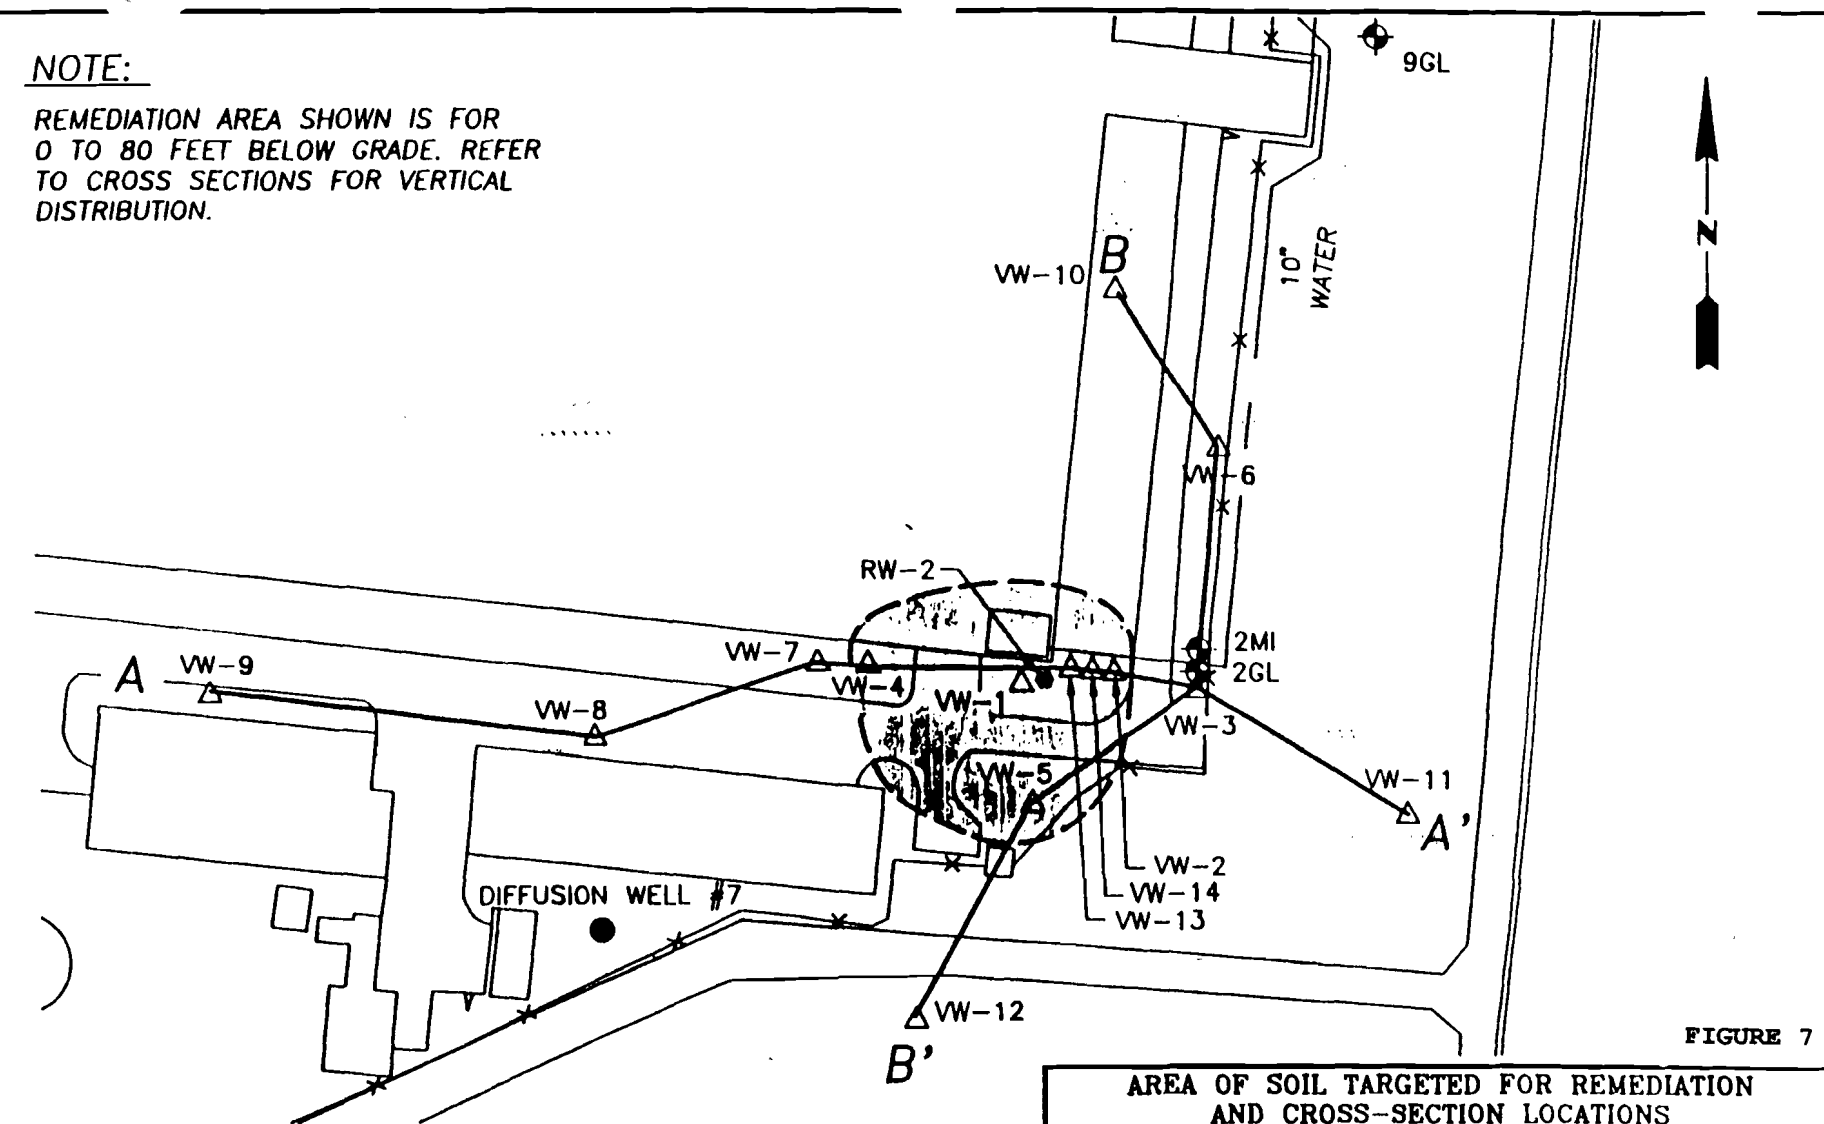 NOTE:
REMEDIATION AREA SHOWN IS FOR
0 TO 80 FEET BELOW GRADE. REFER
TO CROSS SECTIONS FOR VERTICAL
DISTRIBUTION.
9GL
N
10" WATER
B
VW-10
VW-6
RW-2
2MI
2GL
VW-7
VW-4
VW-1
VW-3
A
VW-9
VW-8
VW-5
VW-11
A'
VW-2
VW-14
VW-13
DIFFUSION WELL #7
VW-12
B'
FIGURE 7
AREA OF SOIL TARGETED FOR REMEDIATION
AND CROSS-SECTION LOCATIONS